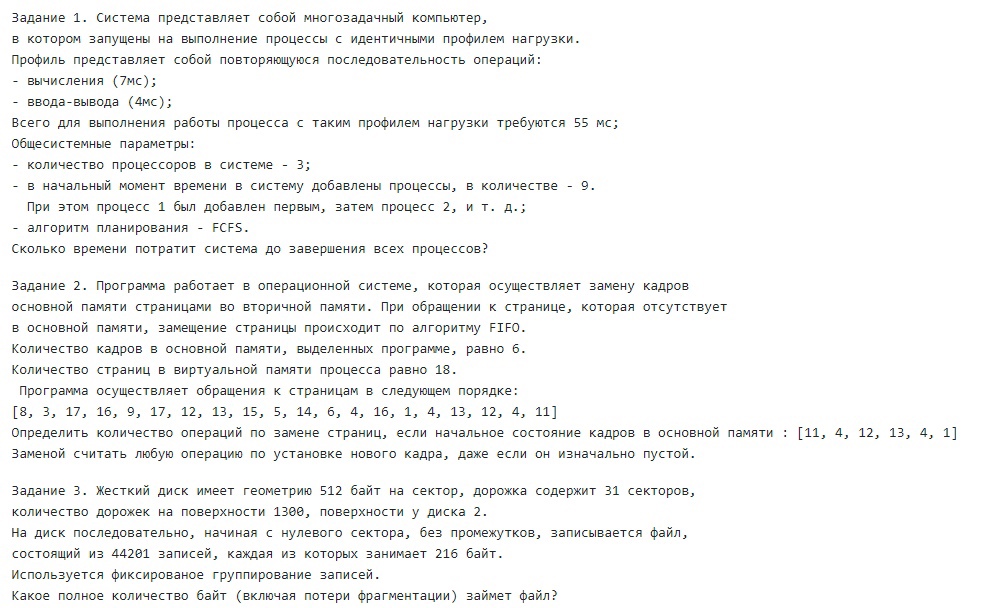 Задание 1. Система представляет собой многозадачный компьютер,
в котором запущены на выполнение процессы с идентичными профилем нагрузки.
Профиль представляет собой повторяющуюся последовательность операций:
- вычисления (7мс);
- ввода-вывода (4мс);
Всего для выполнения работы процесса с таким профилем нагрузки требуются 55 мс;
Общесистемные параметры:
- количество процессоров в системе - 3;
- в начальный момент времени в систему добавлены процессы, в количестве - 9.
При этом процесс 1 был добавлен первым, затем процесс 2, и т. д.;
- алгоритм планирования - FCFS.
Сколько времени потратит система до завершения всех процессов?
Задание 2. Программа работает в операционной системе, которая осуществляет замену кадров
основной памяти страницами во вторичной памяти. При обращении к странице, которая отсутствует
в основной памяти, замещение страницы происходит по алгоритму FIFO.
Количество кадров в основной памяти, выделенных программе, равно 6.
Количество страниц в виртуальной памяти процесса равно 18.
Программа осуществляет обращения к страницам в следующем порядке:
[8, 3, 17, 16, 9, 17, 12, 13, 15, 5, 14, 6, 4, 16, 1, 4, 13, 12, 4, 11]
Определить количество операций по замене страниц, если начальное состояние кадров в основной памяти : [11, 4, 12, 13, 4, 1]
Заменой считать любую операцию по установке нового кадра, даже если он изначально пустой.
Задание 3. Жесткий диск имеет геометрию 512 байт на сектор, дорожка содержит 31 секторов,
количество дорожек на поверхности 1300, поверхности у диска 2.
На диск последовательно, начиная с нулевого сектора, без промежутков, записывается файл,
состоящий из 44201 записей, каждая из которых занимает 216 байт.
Используется фиксированое группирование записей.
Какое полное количество байт (включая потери фрагментации) займет файл?